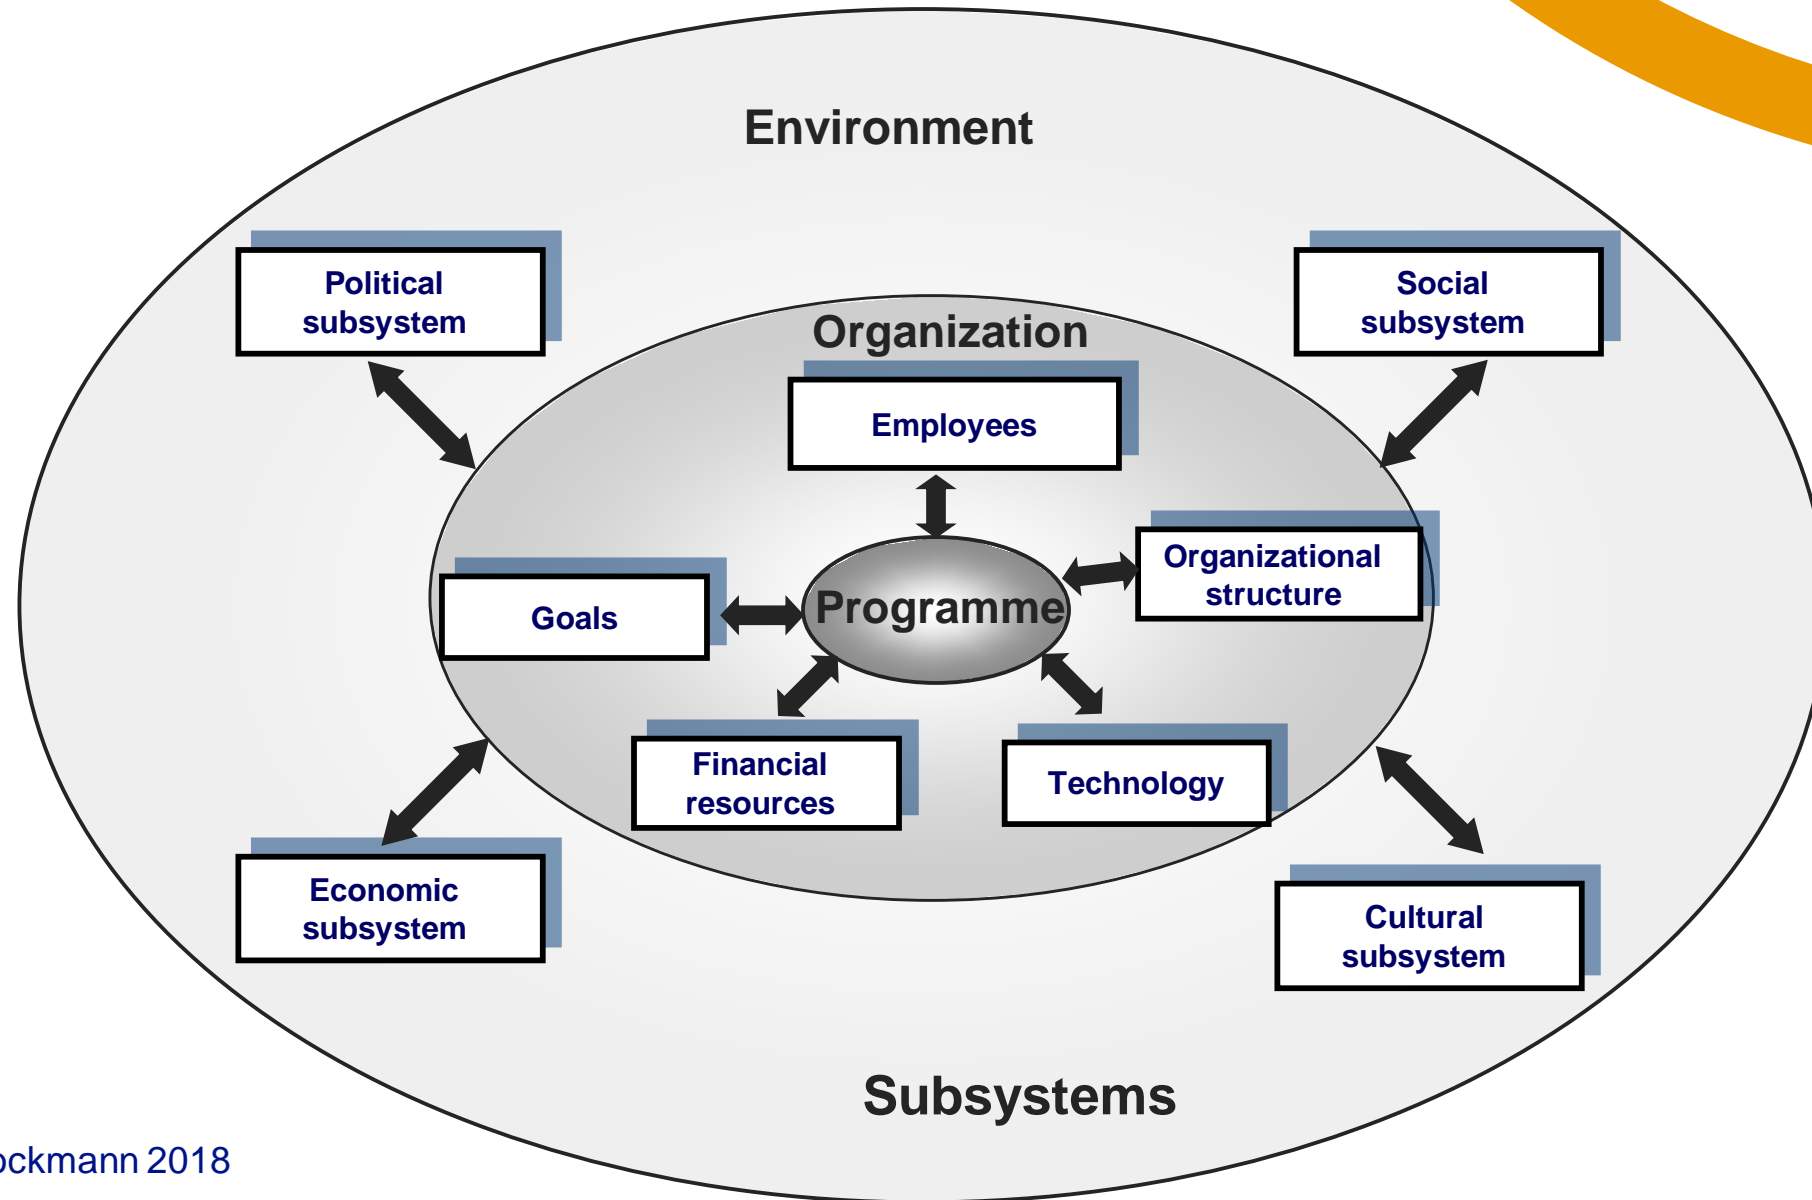 Environment
Political
subsystem
Social
subsystem
Organization
Employees
Organizational
structure
Goals
Programme
Financial
resources
Technology
Economic
subsystem
Cultural
subsystem
Subsystems
ockmann 2018